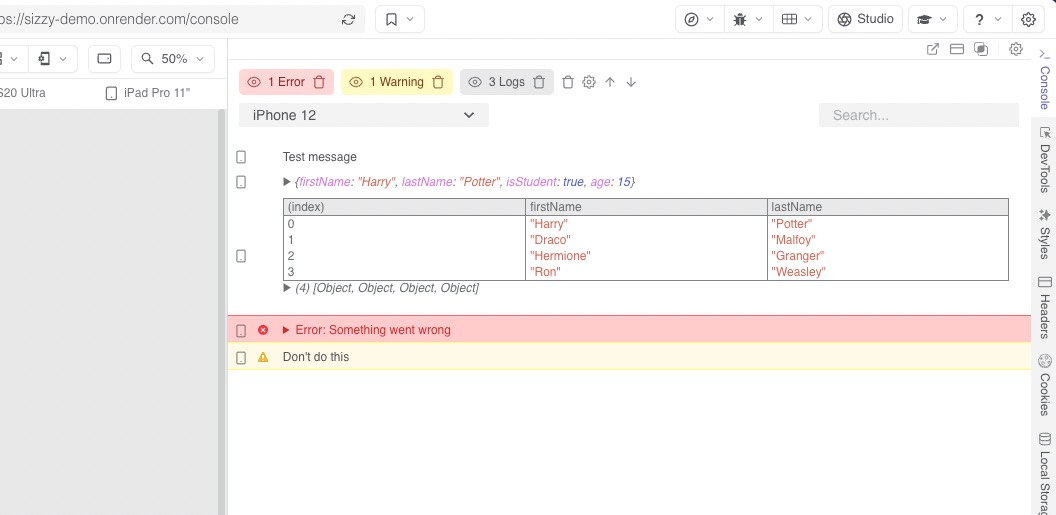 ps://sizzy-demo.onrender.com/console
Studio
?
50%
S20 Ultra
iPad Pro 11"
1 Error
1 Warning
3 Logs
iPhone 12
Search...
Test message
{firstName: "Harry", lastName: "Potter", isStudent: true, age: 15}
(index) firstName lastName
0 "Harry" "Potter"
1 "Draco" "Malfoy"
2 "Hermione" "Granger"
3 "Ron" "Weasley"
(4) [Object, Object, Object, Object]
Error: Something went wrong
Don't do this
Console
DevTools
Styles
Headers
Cookies
Local Storag